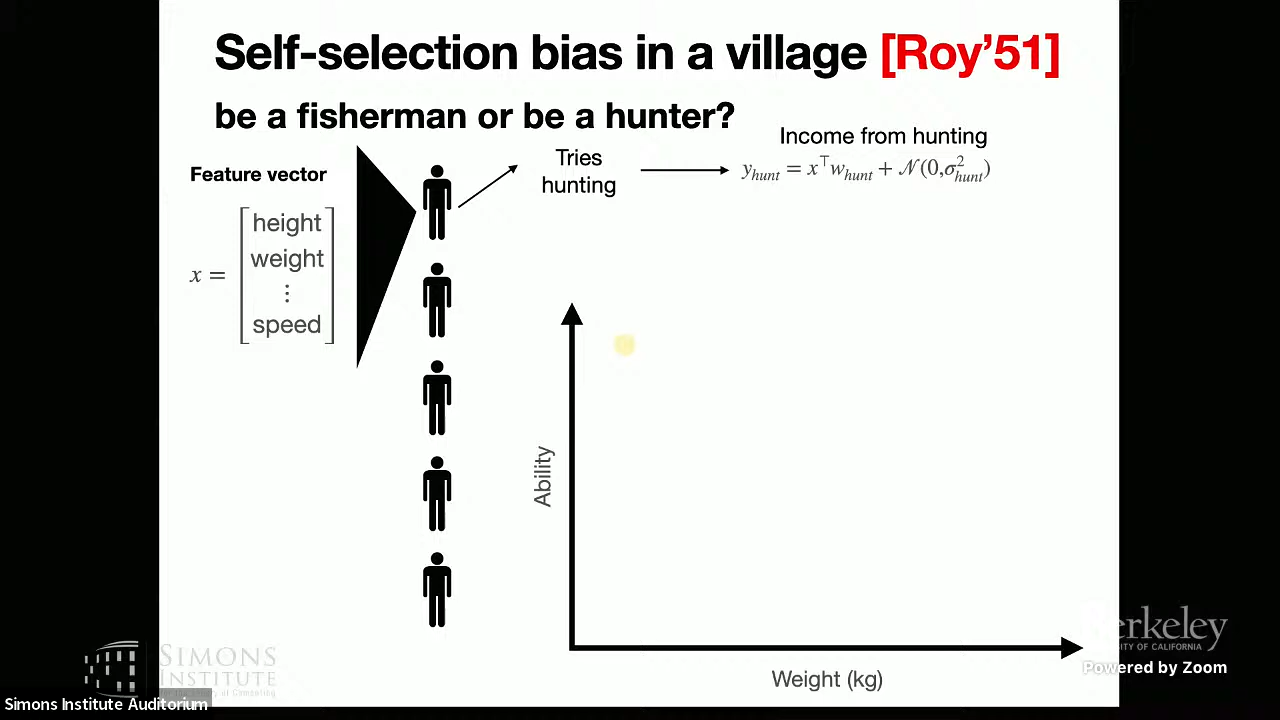 Self-selection bias in a village [Roy'51]
be a fisherman or be a hunter?
Income from hunting
Tries
hunting
y_hunt = x^⊤ w_hunt + 𝒩(0,σ²_hunt)
Feature vector
x =
height
weight
⋮
speed
Ability
Weight (kg)
SIMONS
INSTITUTE
Berkeley
UNIVERSITY OF CALIFORNIA
Powered by Zoom
Simons Institute Auditorium